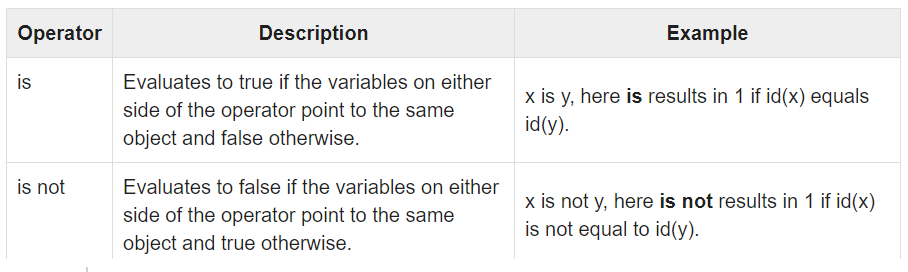 Operator Description Example
is
Evaluates to true if the variables on either
side of the operator point to the same
object and false otherwise.
x is y, here is results in 1 if id(x) equals
id(y).
is not
Evaluates to false if the variables on either
side of the operator point to the same
object and true otherwise.
x is not y, here is not results in 1 if id(x)
is not equal to id(y).